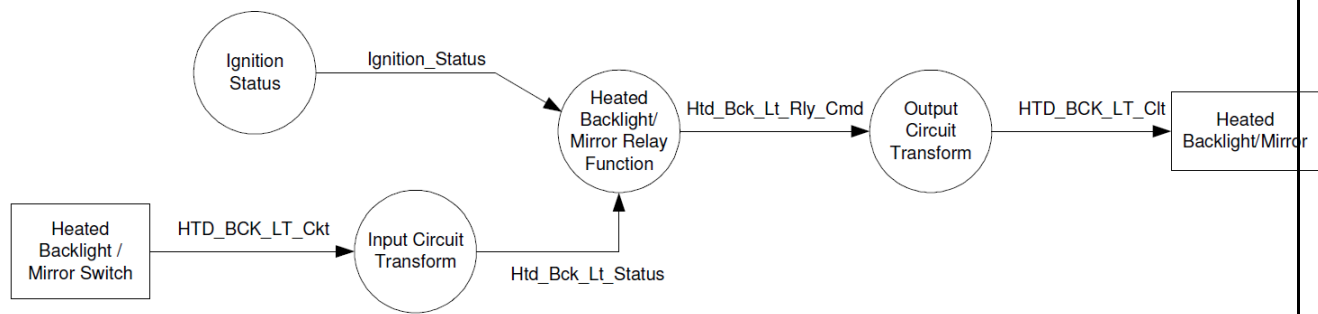 Ignition
Status
Ignition_Status
Heated
Backlight/
Mirror Relay
Function
Htd_Bck_Lt_Rly_Cmd
Output
Circuit
Transform
HTD_BCK_LT_Clt
Heated
Backlight/Mirror
Heated
Backlight /
Mirror Switch
HTD_BCK_LT_Ckt
Input Circuit
Transform
Htd_Bck_Lt_Status